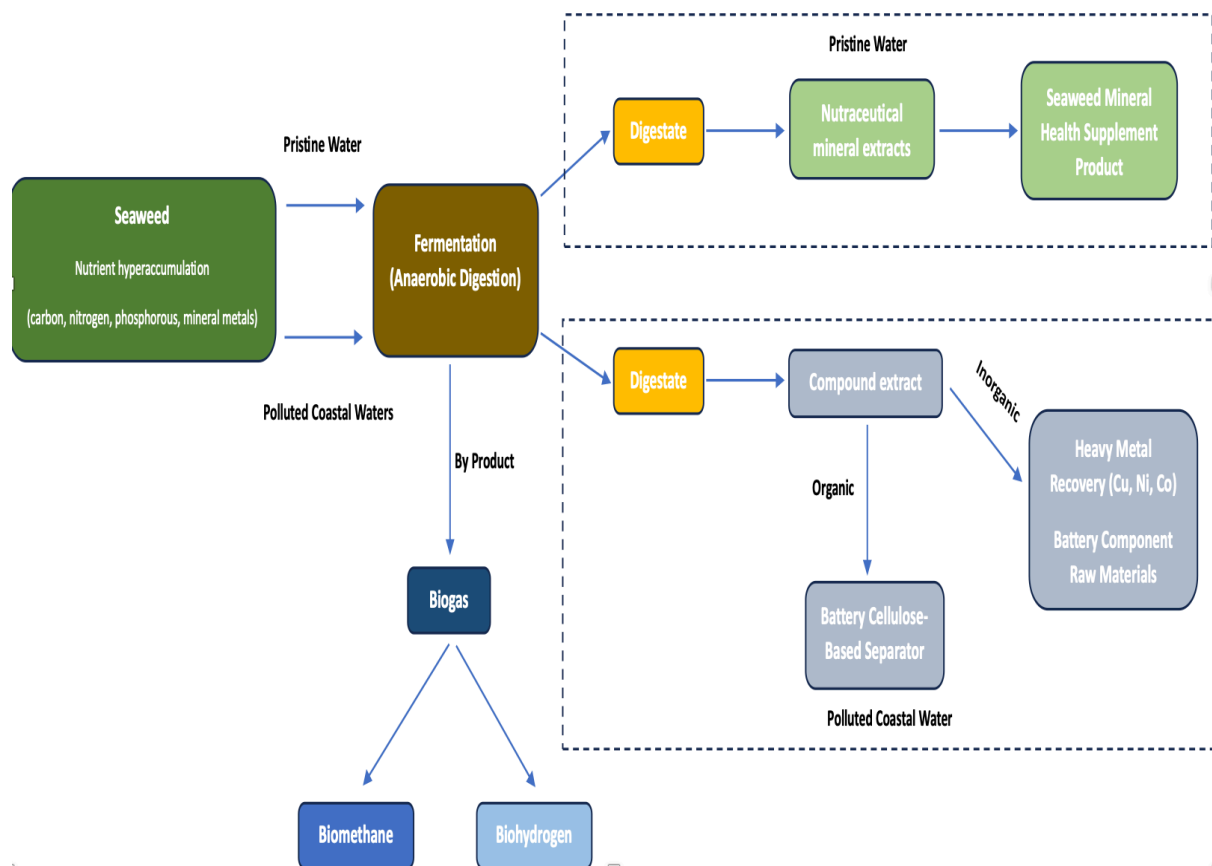 Pristine Water
Digestate
Nutraceutical
mineral extracts
Seaweed Mineral
Health Supplement
Product
Pristine Water
Seaweed
Nutrient hyperaccumulation
(carbon, nitrogen, phosphorous, mineral metals)
Fermentation
(Anaerobic Digestion)
Polluted Coastal Waters
By Product
Digestate
Compound extract
Inorganic
Organic
Heavy Metal
Recovery (Cu, Ni, Co)
Battery Component
Raw Materials
Battery Cellulose-
Based Separator
Polluted Coastal Water
Biogas
Biomethane
Biohydrogen